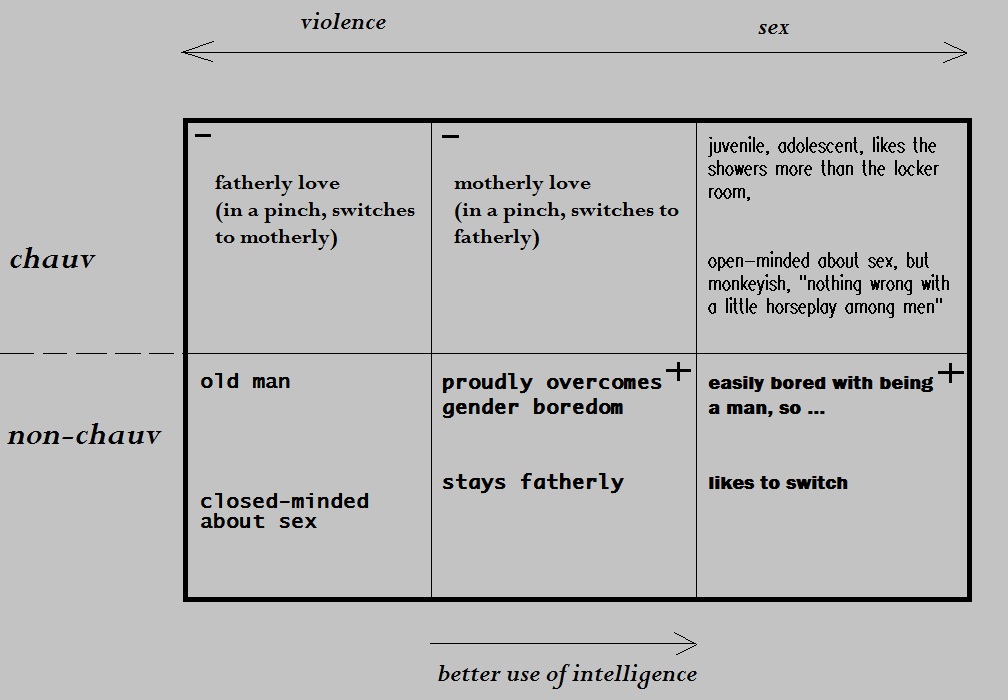 violence
sex
chauv
non-chauv
−
fatherly love
(in a pinch, switches
to motherly)
−
motherly love
(in a pinch, switches to
fatherly)
juvenile, adolescent, likes the
showers more than the locker
room,
open-minded about sex, but
monkeyish, "nothing wrong with
a little horseplay among men"
old man
closed-minded
about sex
+
proudly overcomes
gender boredom
stays fatherly
+
easily bored with being
a man, so ...
likes to switch
better use of intelligence